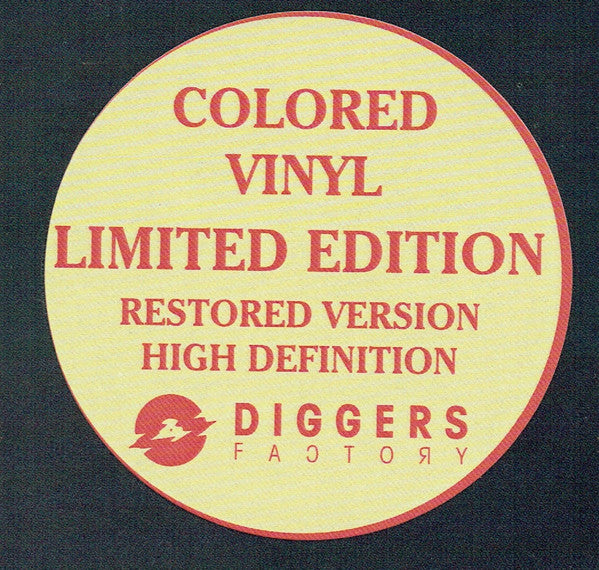 COLORED
VINYL
LIMITED EDITION
RESTORED VERSION
HIGH DEFINITION
DIGGERS
FACTORY